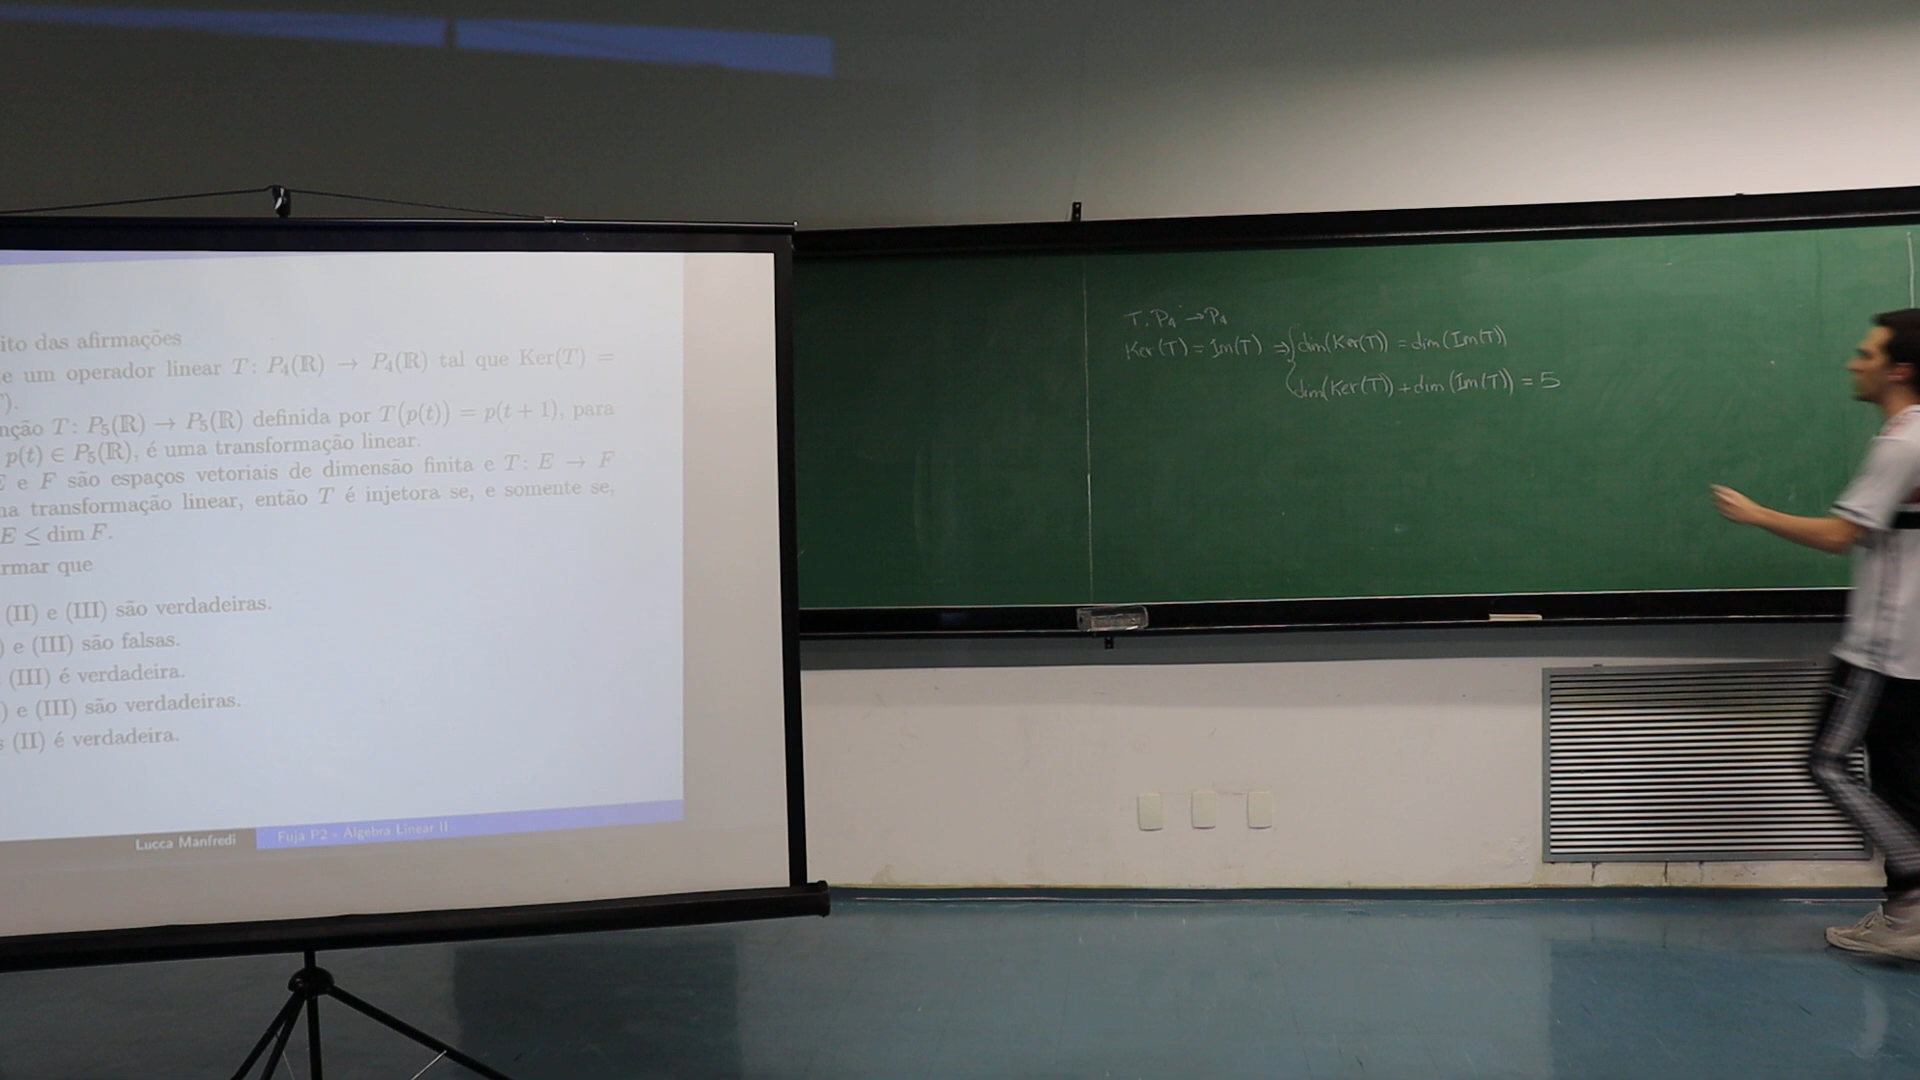 ito das afirmações
e um operador linear T: P₄(ℝ) → P₄(ℝ) tal que Ker(T) =
).
nção T: P₅(ℝ) → P₅(ℝ) definida por T(p(t)) = p(t + 1), para
p(t) ∈ P₅(ℝ), é uma transformação linear.
E e F são espaços vetoriais de dimensão finita e T: E → F
na transformação linear, então T é injetora se, e somente se,
E ≤ dim F.
rmar que
(II) e (III) são verdadeiras.
) e (III) são falsas.
(III) é verdadeira.
) e (III) são verdadeiras.
s (II) é verdadeira.
Lucca Manfredi
Fuja P2 - Álgebra Linear II
T: P₄ → P₄
Ker(T) = Im(T) ⇒ { dim(Ker(T)) = dim(Im(T))
dim(Ker(T)) + dim(Im(T)) = 5